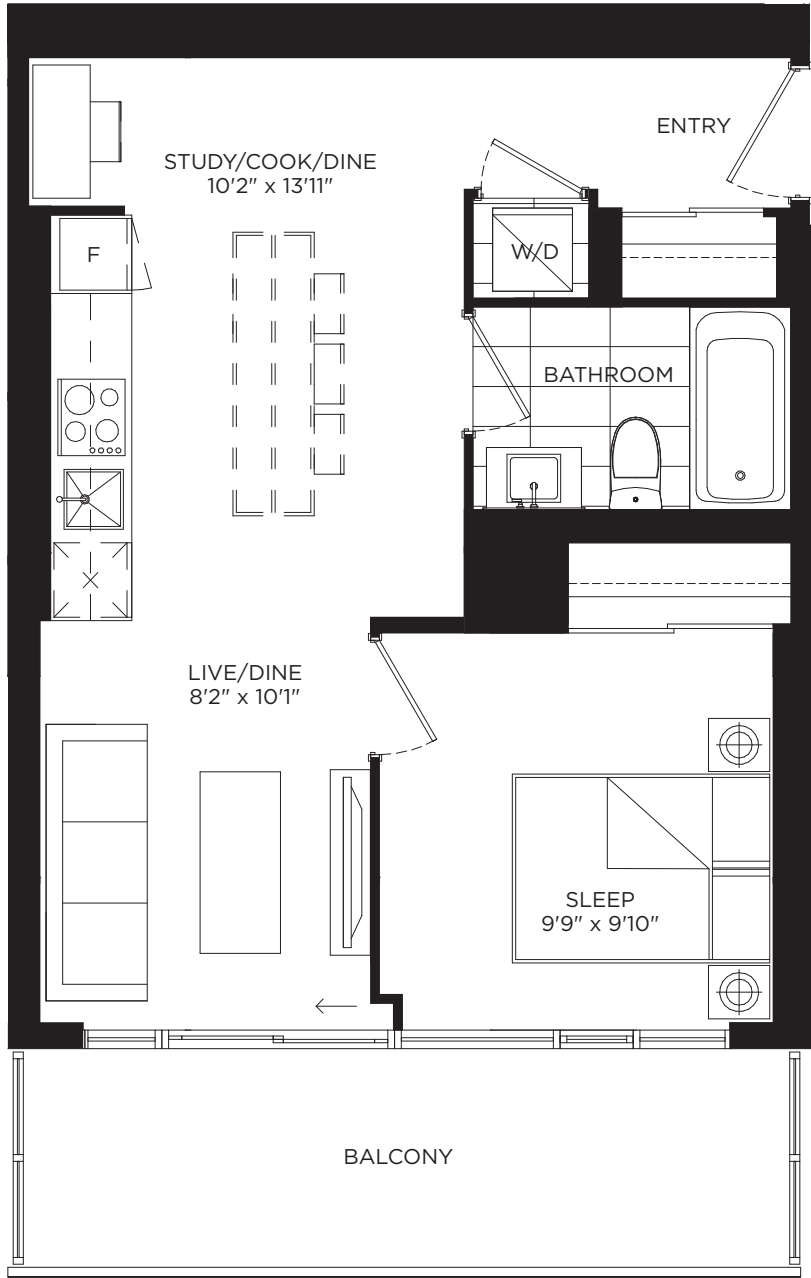 ENTRY
STUDY/COOK/DINE
10'2" x 13'11"
F
W/D
BATHROOM
LIVE/DINE
8'2" x 10'1"
SLEEP
9'9" x 9'10"
BALCONY